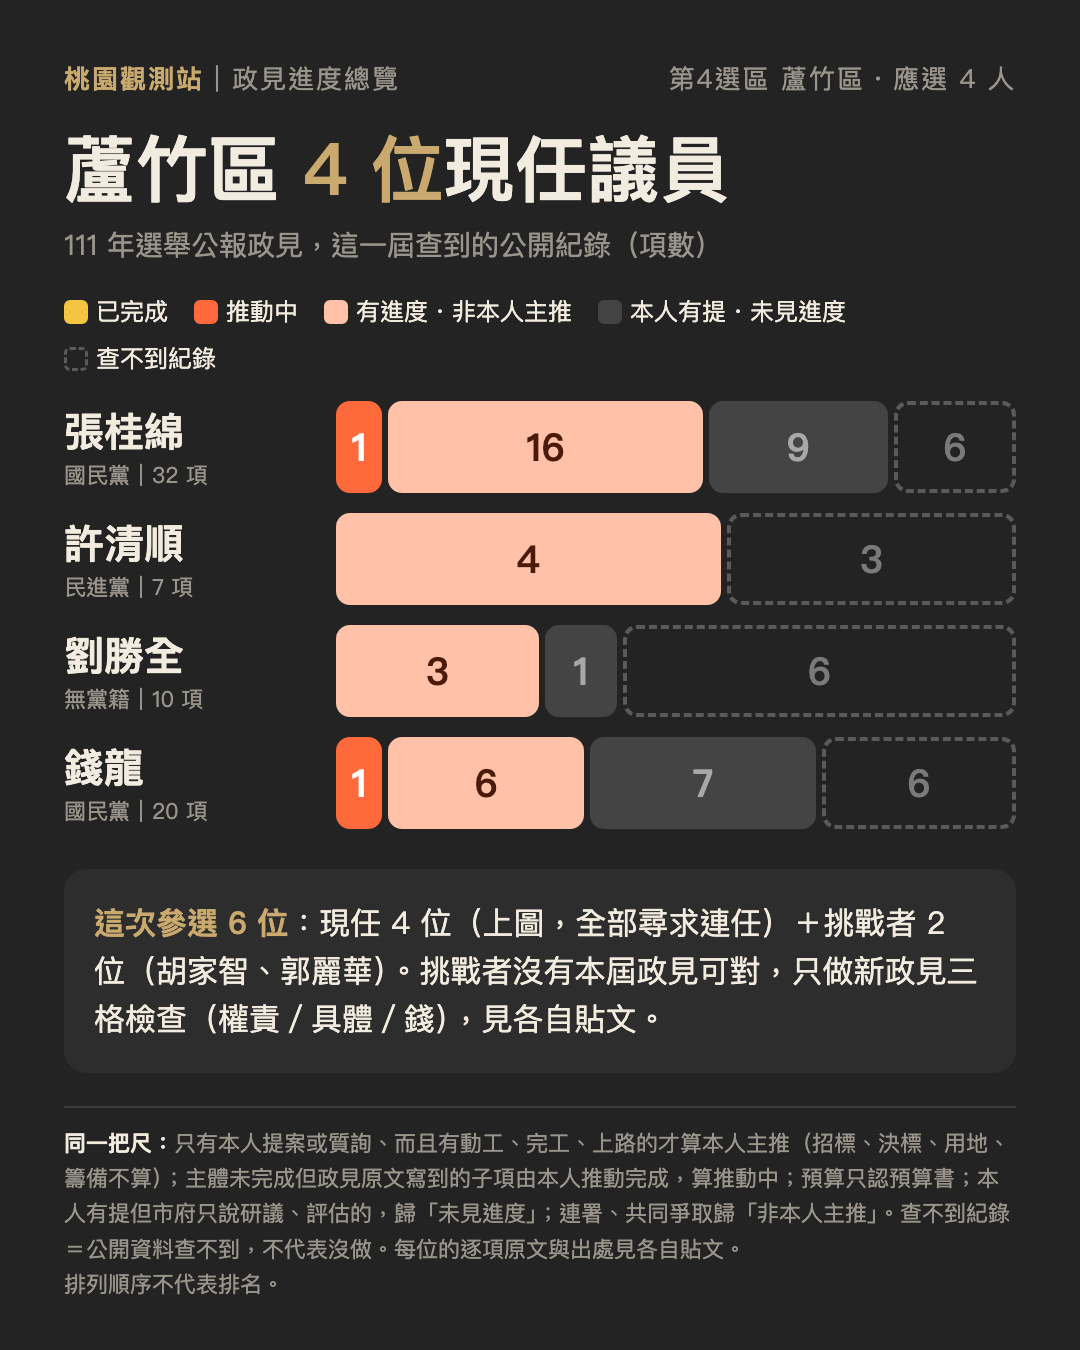 桃園觀測站｜政見進度總覽
第4選區 蘆竹區·應選 4 人
蘆竹區 4 位現任議員
111 年選舉公報政見，這一屆查到的公開紀錄（項數）
已完成 推動中 有進度·非本人主推 本人有提·未見進度
查不到紀錄
張桂綿
國民黨｜32 項
1 16 9 6
許清順
民進黨｜7 項
4 3
劉勝全
無黨籍｜10 項
3 1 6
錢龍
國民黨｜20 項
1 6 7 6
這次參選 6 位：現任 4 位（上圖，全部尋求連任）＋挑戰者 2
位（胡家智、郭麗華）。挑戰者沒有本屆政見可對，只做新政見三
格檢查（權責 / 具體 / 錢），見各自貼文。
同一把尺：只有本人提案或質詢、而且有動工、完工、上路的才算本人主推（招標、決標、用地、
籌備不算）；主體未完成但政見原文寫到的子項由本人推動完成，算推動中；預算只認預算書；本
人有提但市府只說研議、評估的，歸「未見進度」；連署、共同爭取歸「非本人主推」。查不到紀錄
＝公開資料查不到，不代表沒做。每位的逐項原文與出處見各自貼文。
排列順序不代表排名。